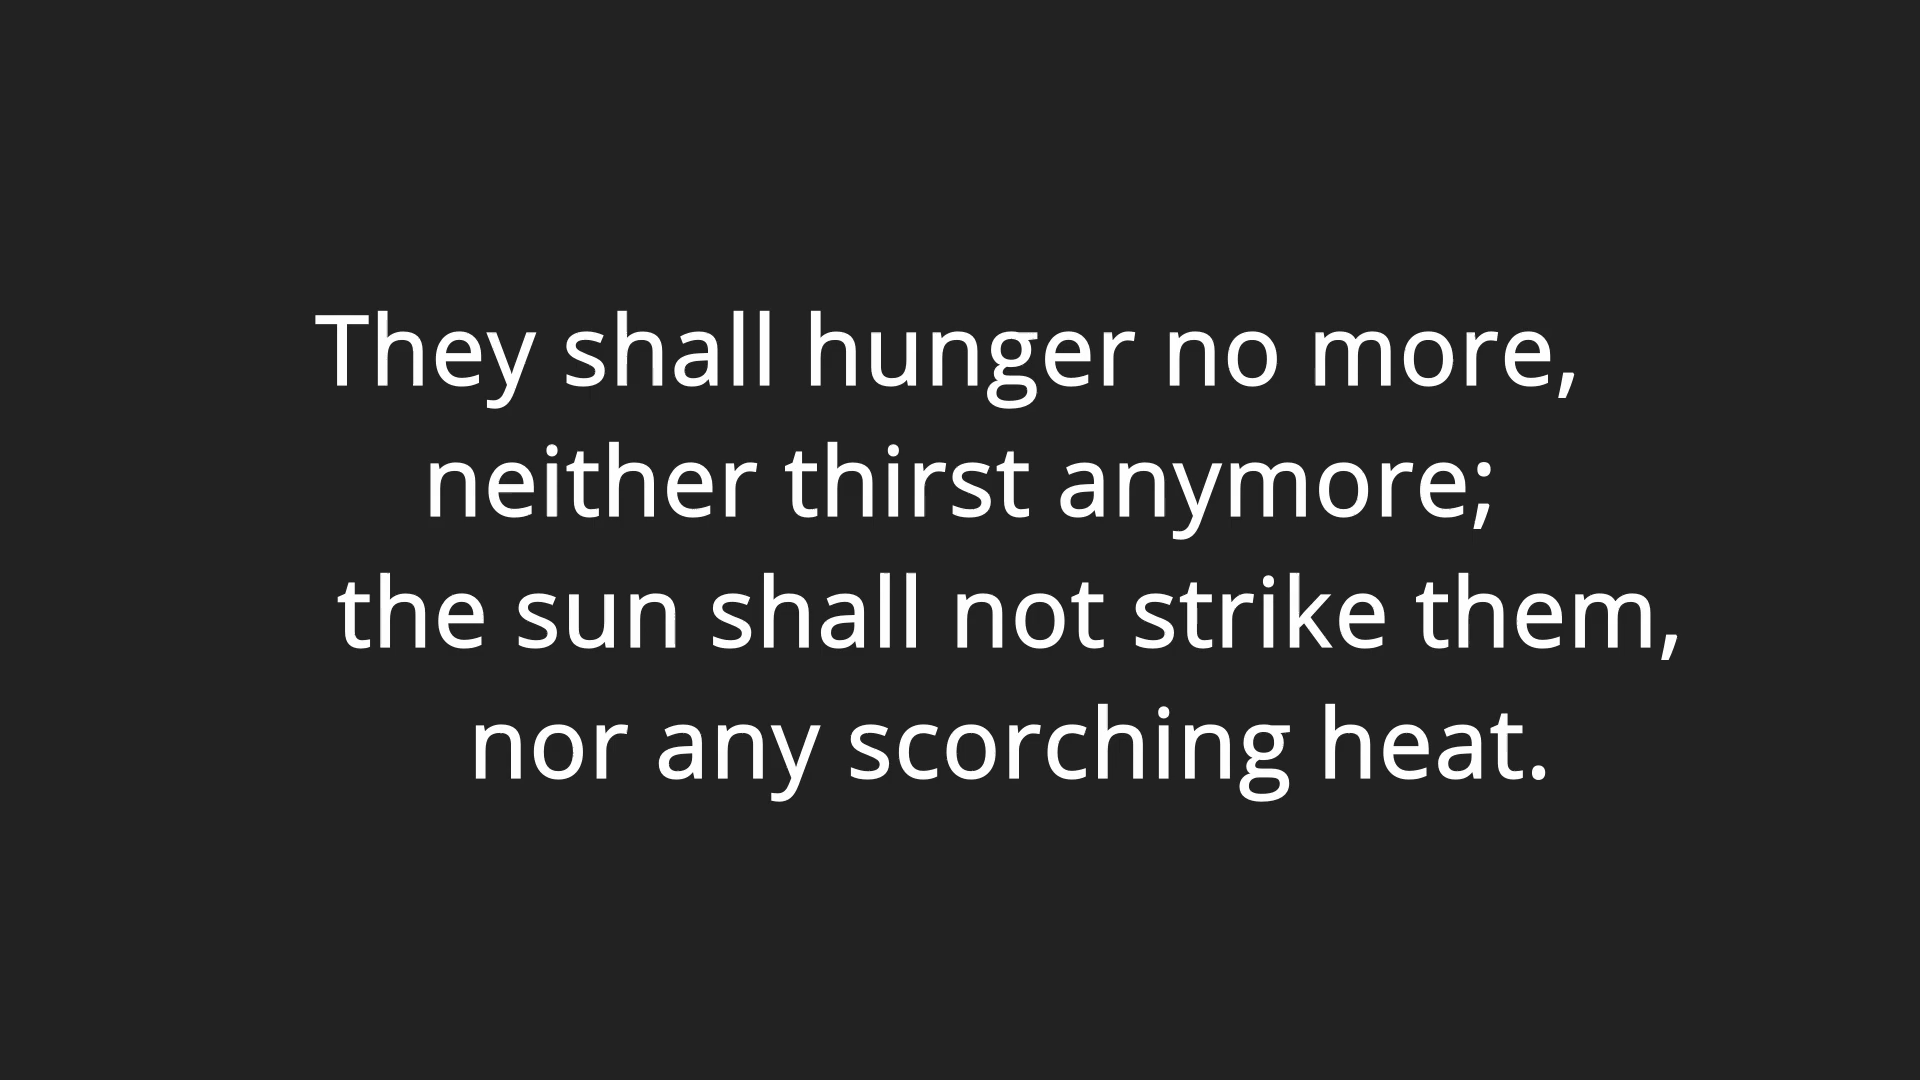 They shall hunger no more,
neither thirst anymore;
the sun shall not strike them,
nor any scorching heat.